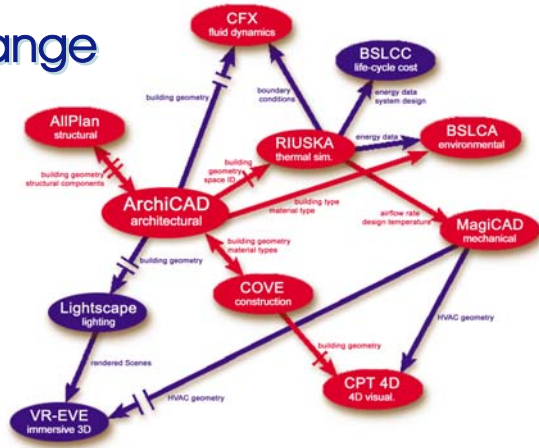 ange
CFX
fluid dynamics
BSLCC
life-cycle cost
building geometry
boundary
conditions
energy data
system design
AllPlan
structural
RIUSKA
thermal sim.
energy data
BSLCA
environmental
building geometry
structural components
building
geometry
space ID
ArchiCAD
architectural
building type
material type
airflow rate
design temperature
MagiCAD
mechanical
building geometry
building geometry
material types
COVE
construction
Lightscape
lighting
HVAC geometry
building geometry
rendered Scenes
CPT 4D
4D visual.
HVAC geometry
VR-EVE
immersive 3D